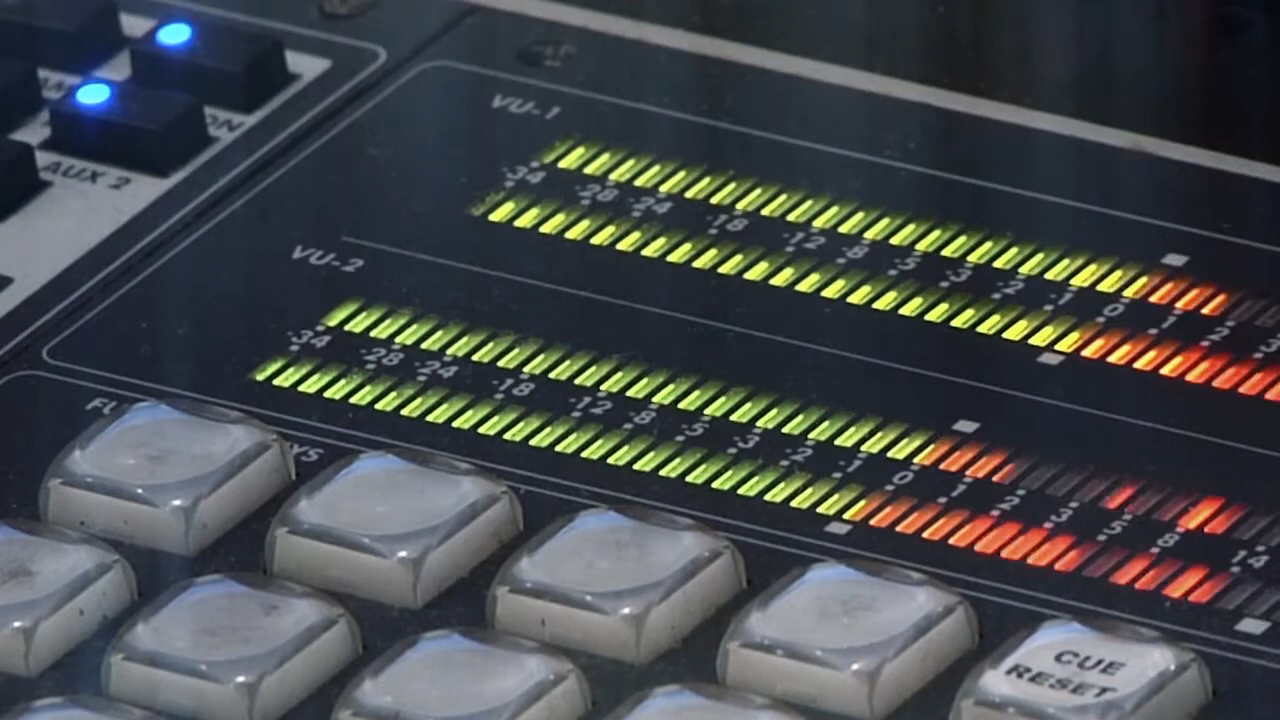 VU-1
-34 -28 -24 -18 -12 -8 -5 -3 -2 -1 0 1 2 3
ON
AUX 2
VU-2
-34 -28 -24 -18 -12 -8 -5 -3 -2 -1 0 1 2 3 5 8 14
CUE
RESET